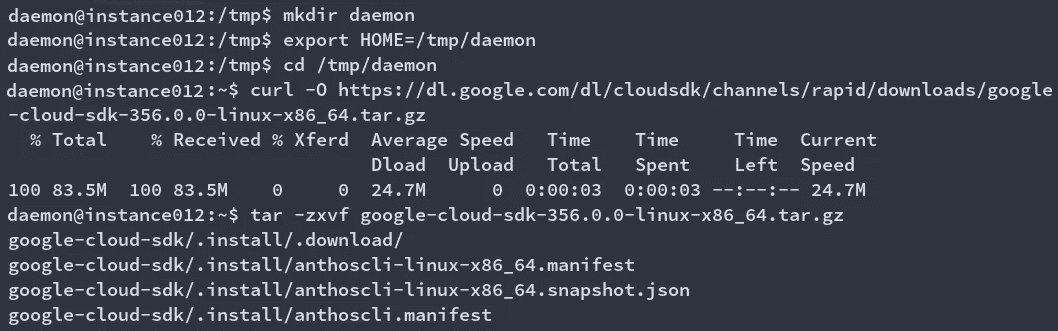 daemon@instance012:/tmp$ mkdir daemon
daemon@instance012:/tmp$ export HOME=/tmp/daemon
daemon@instance012:/tmp$ cd /tmp/daemon
daemon@instance012:~$ curl -O https://dl.google.com/dl/cloudsdk/channels/rapid/downloads/google
-cloud-sdk-356.0.0-linux-x86_64.tar.gz
  % Total    % Received % Xferd  Average Speed   Time    Time     Time  Current
                                 Dload  Upload   Total   Spent    Left  Speed
100 83.5M  100 83.5M    0     0  24.7M      0  0:00:03  0:00:03 --:--:-- 24.7M
daemon@instance012:~$ tar -zxvf google-cloud-sdk-356.0.0-linux-x86_64.tar.gz
google-cloud-sdk/.install/.download/
google-cloud-sdk/.install/anthoscli-linux-x86_64.manifest
google-cloud-sdk/.install/anthoscli-linux-x86_64.snapshot.json
google-cloud-sdk/.install/anthoscli.manifest